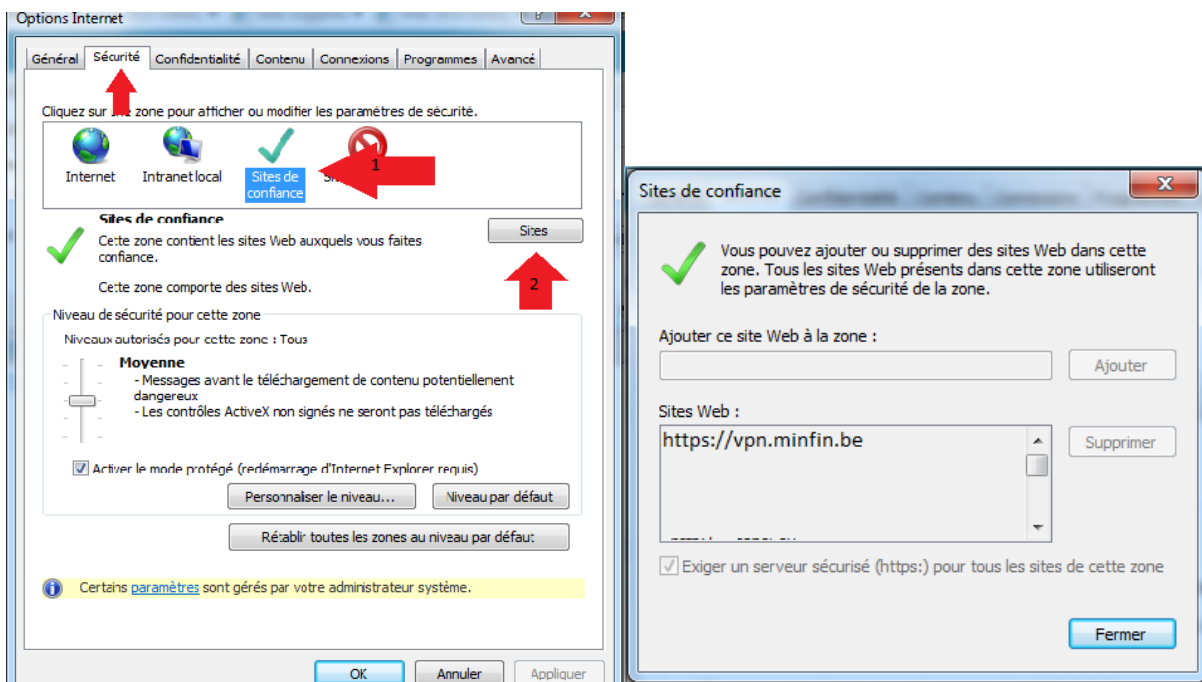 Options Internet
Général Sécurité Confidentialité Contenu Connexions Programmes Avancé
Cliquez sur zone pour afficher ou modifier les paramètres de sécurité.
Internet Intranet local Sites de confiance
1
Sites de confiance
Cette zone contient les sites Web auxquels vous faites
confiance.
Sites
Cette zone comporte des sites Web.
2
Niveau de sécurité pour cette zone
Niveaux autorisés pour cette zone : Tous
Moyenne
- Messages avant le téléchargement de contenu potentiellement
dangereux
- Les contrôles ActiveX non signés ne seront pas téléchargés
Activer le mode protégé (redémarrage d'Internet Explorer requis)
Personnaliser le niveau... Niveau par défaut
Rétablir toutes les zones au niveau par défaut
Certains paramètres sont gérés par votre administrateur système.
OK Annuler Appliquer
Sites de confiance
Vous pouvez ajouter ou supprimer des sites Web dans cette
zone. Tous les sites Web présents dans cette zone utiliseront
les paramètres de sécurité de la zone.
Ajouter ce site Web à la zone :
Ajouter
Sites Web :
https://vpn.minfin.be
Supprimer
Exiger un serveur sécurisé (https:) pour tous les sites de cette zone
Fermer